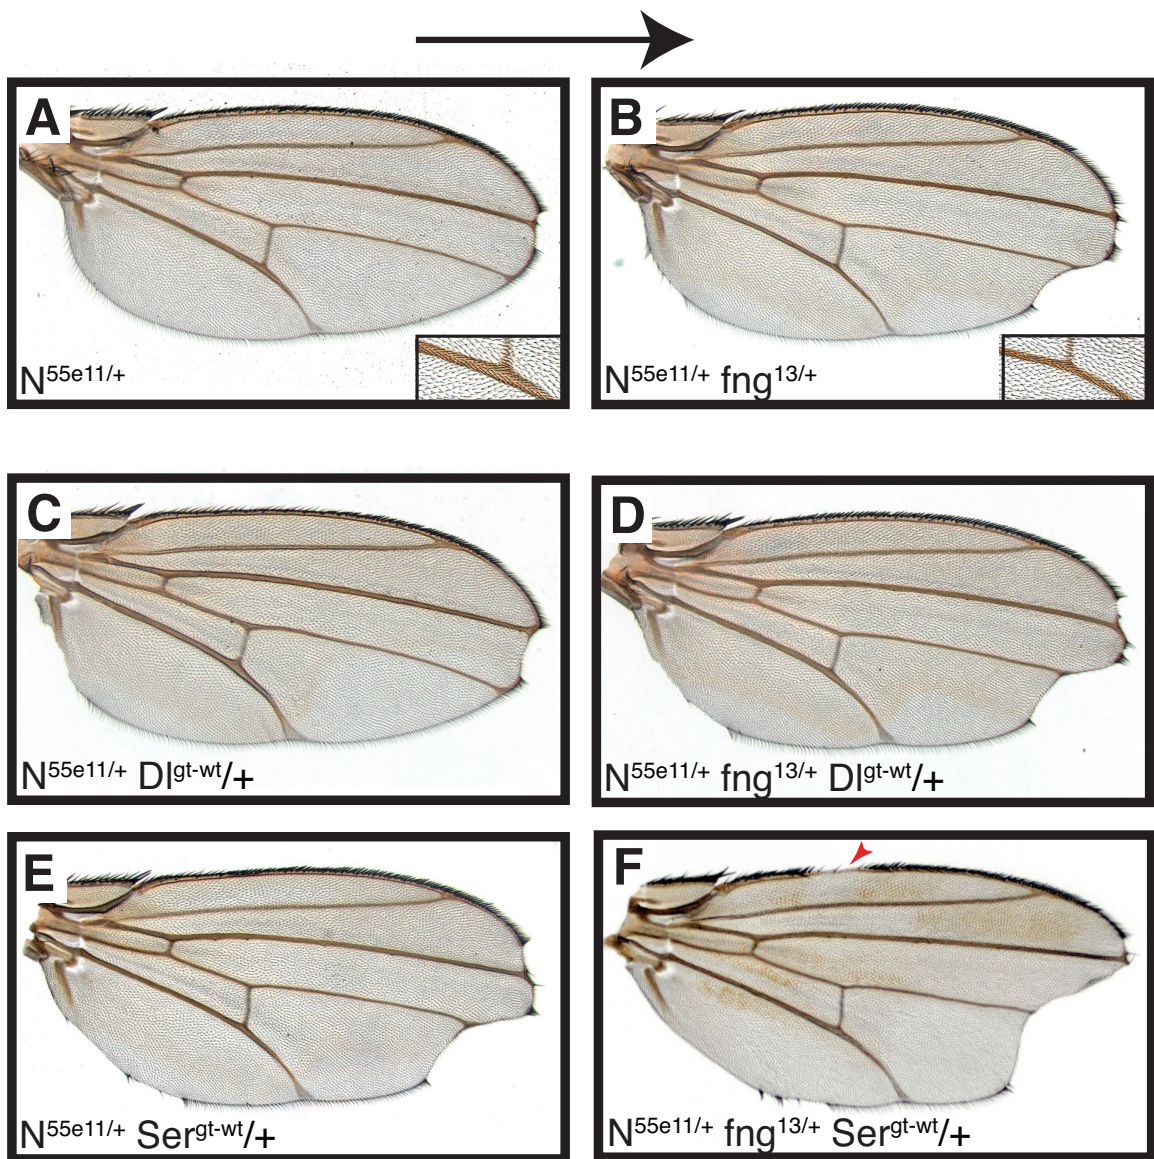 A
N55e11/+
B
N55e11/+ fng13/+
C
N55e11/+ Dlgt-wt/+
D
N55e11/+ fng13/+ Dlgt-wt/+
E
N55e11/+ Sergt-wt/+
F
N55e11/+ fng13/+ Sergt-wt/+